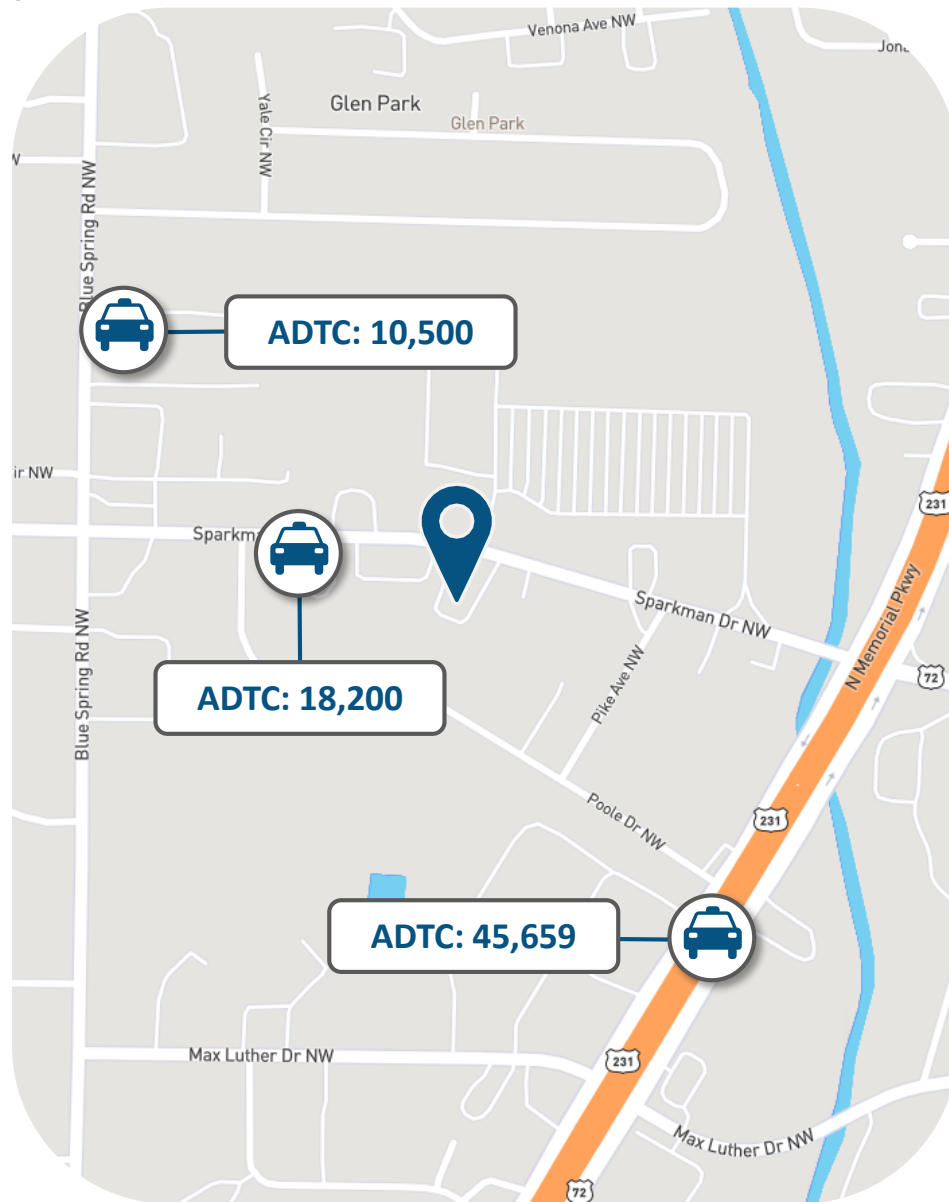 Venona Ave NW
Jona
Glen Park
Glen Park
Yale Cir NW
W
Blue Spring Rd NW
ADTC: 10,500
ir NW
231
Sparkm
Sparkman Dr NW
N Memorial Pkwy
72
Blue Spring Rd NW
ADTC: 18,200
Pike Ave NW
Poole Dr NW
231
ADTC: 45,659
Max Luther Dr NW
231
Max Luther Dr NW
72